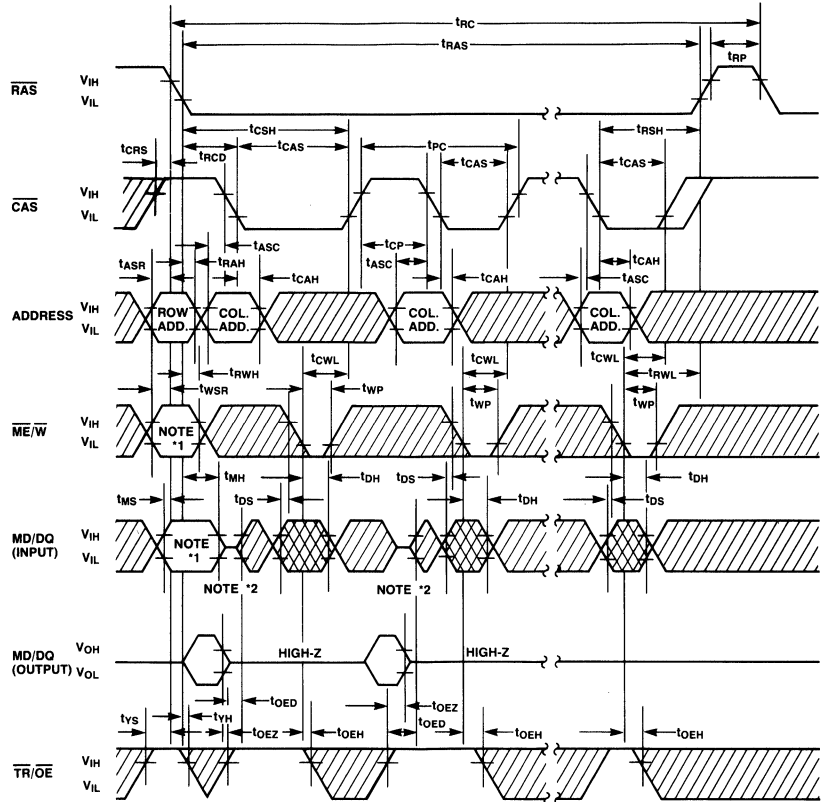 tRC
tRAS
tRP
RAS VIH
VIL
tCSH tRSH
tCRS tRCD tCAS tPC tCAS tCAS
CAS VIH
VIL
tASC tCP tCAH
tASR tRAH tCAH tASC tCAH tASC
ADDRESS VIH ROW ADD. COL. ADD. COL. ADD. COL. ADD.
VIL
tRWH tCWL tCWL tCWL tRWL
tWSR tWP tWP tWP
ME/W VIH NOTE *1
VIL
tMH tDH tDS tDH tDH
tMS tDS tDS
MD/DQ (INPUT) VIH NOTE *1
VIL
NOTE *2 NOTE *2
MD/DQ (OUTPUT) VOH HIGH-Z HIGH-Z
VOL
tOED tOEZ
tYS tYH tOEZ tOEH tOED tOEH tOEH
TR/OE VIH
VIL